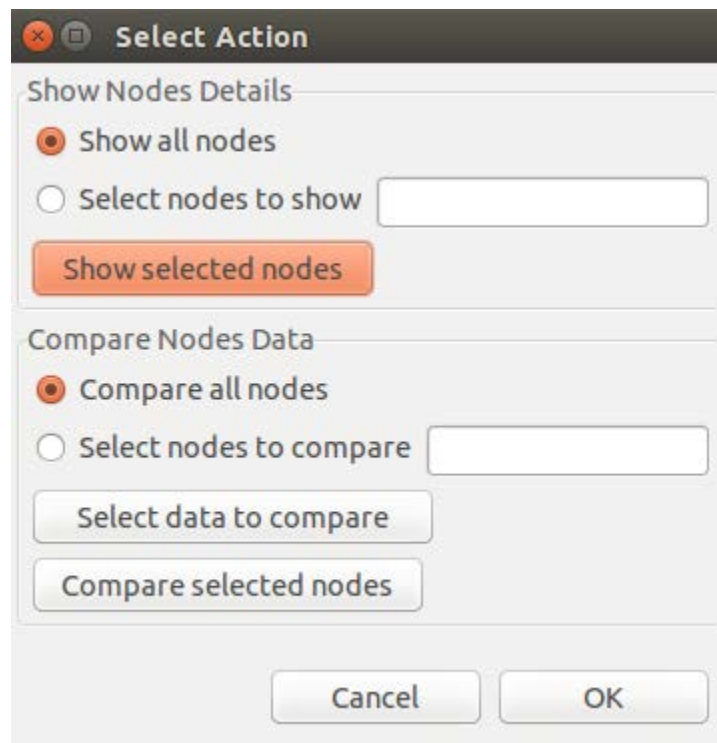 Select Action
Show Nodes Details
Show all nodes
Select nodes to show
Show selected nodes
Compare Nodes Data
Compare all nodes
Select nodes to compare
Select data to compare
Compare selected nodes
Cancel OK